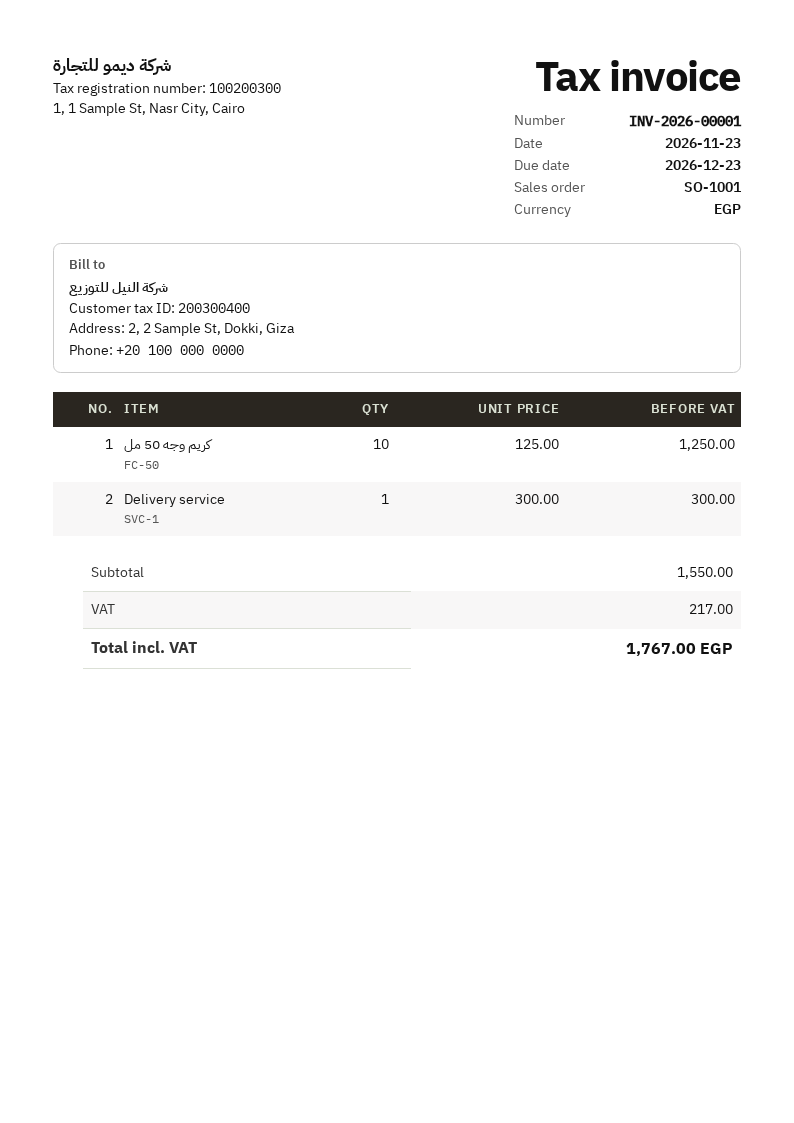 شركة ديمو للتجارة
Tax registration number: 100200300
1, 1 Sample St, Nasr City, Cairo
Tax invoice
Number INV-2026-00001
Date 2026-11-23
Due date 2026-12-23
Sales order SO-1001
Currency EGP
Bill to
شركة النيل للتوزيع
Customer tax ID: 200300400
Address: 2, 2 Sample St, Dokki, Giza
Phone: +20 100 000 0000
NO. ITEM QTY UNIT PRICE BEFORE VAT
1 كريم وجه 50 مل 10 125.00 1,250.00
FC-50
2 Delivery service 1 300.00 300.00
SVC-1
Subtotal 1,550.00
VAT 217.00
Total incl. VAT 1,767.00 EGP